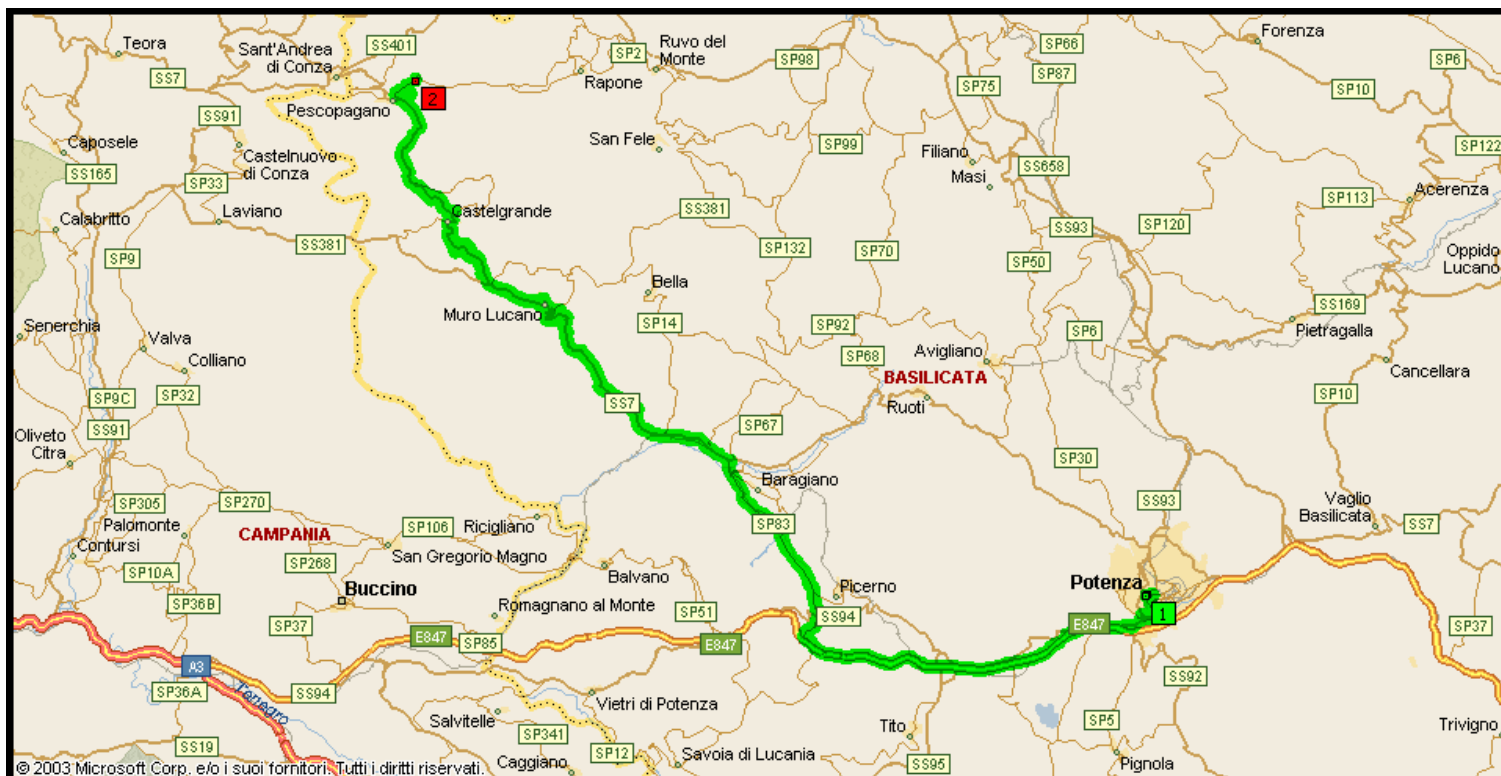 Teora
Sant'Andrea
di Conza
SS401
SP2
Ruvo del
Monte
SP98
SP66
Forenza
SP6
SS7
Rapone
SP87
SP10
Pescopagano
2
SP75
SS91
San Fele
SP99
Filiano
SP122
Caposele
Castelnuovo
di Conza
SS658
Masi
SS165
SP33
Acerenza
SP113
Calabritto
Laviano
Castelgrande
SS381
SP120
SS93
SS381
SP132
SP70
SP50
Oppido
Lucano
SP9
Bella
SS169
Muro Lucano
SP14
SP92
SP6
Pietragalla
Senerchia
Valva
Colliano
SP68
Avigliano
BASILICATA
Cancellara
SP9C
SP32
SS7
Ruoti
SP10
SS91
SP67
Oliveto
Citra
SP30
Baragiano
SP305
SP270
SS93
Vaglio
Basilicata
SS7
Palomonte
CAMPANIA
SP106
Ricigliano
SP83
Contursi
San Gregorio Magno
SP268
SP10A
Balvano
Picerno
Potenza
Buccino
SP36B
Romagnano al Monte
SP51
SS94
1
SP37
E847
SP85
E847
E847
SP37
A3
SP36A
SS94
SS92
Vietri di Potenza
Salvitelle
SP5
Tito
Trivigno
SS19
SP341
SP12
Savoia di Lucania
SS95
Pignola
Caggiano
© 2003 Microsoft Corp. e/o i suoi fornitori. Tutti i diritti riservati.